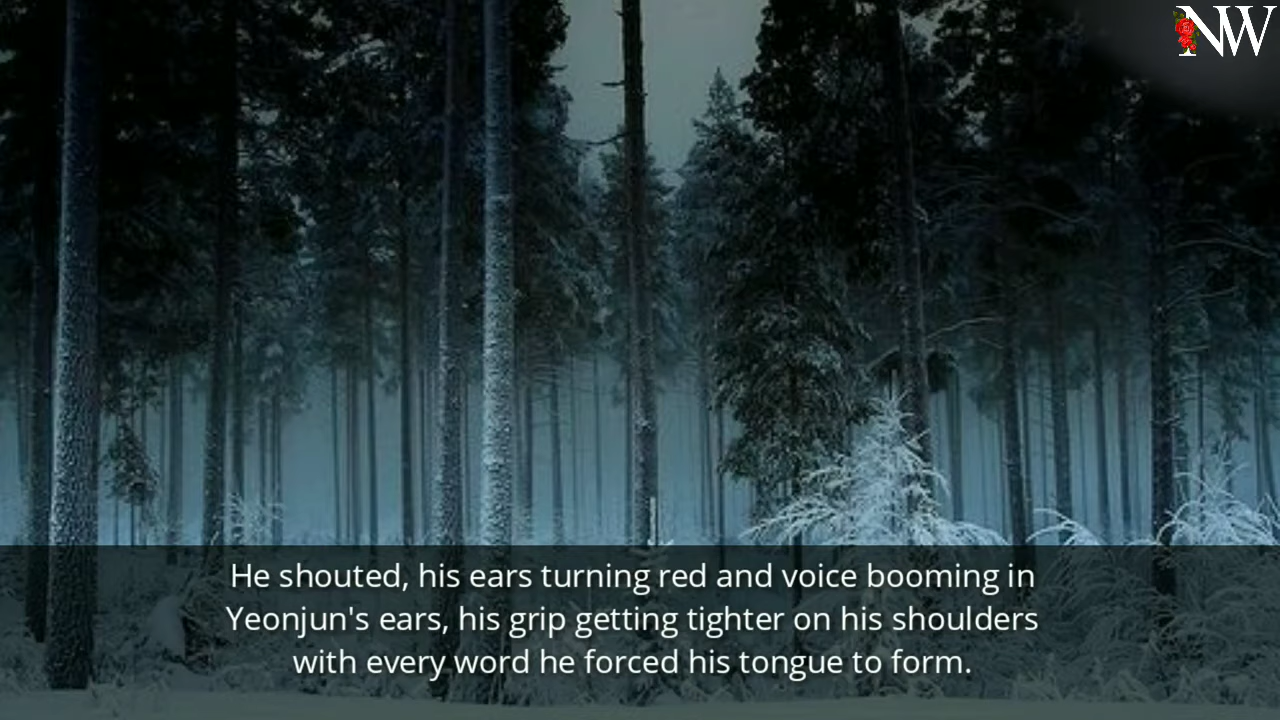 NW
He shouted, his ears turning red and voice booming in
Yeonjun's ears, his grip getting tighter on his shoulders
with every word he forced his tongue to form.